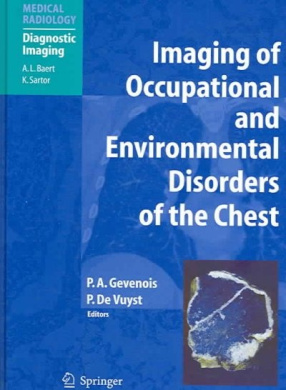 MEDICAL
RADIOLOGY
Diagnostic
Imaging
A. L. Baert
K. Sartor
Imaging of
Occupational
and
Environmental
Disorders
of the Chest
P. A. Gevenois
P. De Vuyst
Editors
Springer